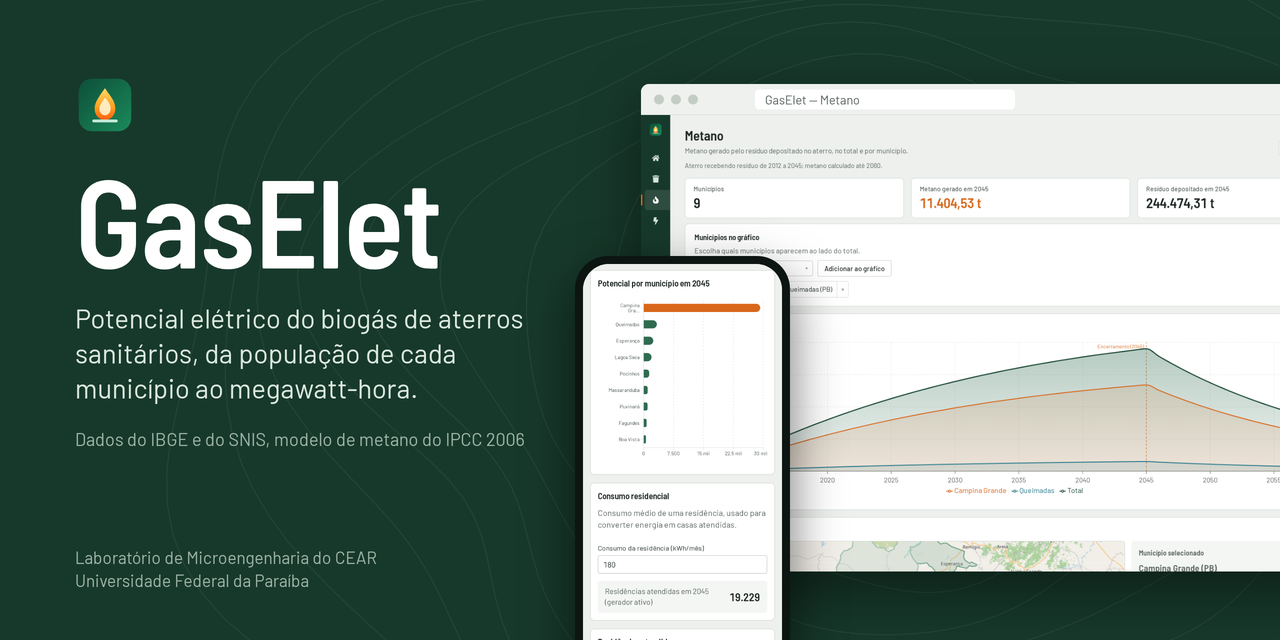 GasElet
Potencial elétrico do biogás de aterros
sanitários, da população de cada
município ao megawatt-hora.
Dados do IBGE e do SNIS, modelo de metano do IPCC 2006
Laboratório de Microengenharia do CEAR
Universidade Federal da Paraíba
GasElet — Metano
Metano
Metano gerado pelo resíduo depositado no aterro, no total e por município.
Aterro recebendo resíduo de 2012 a 2045; metano calculado até 2060.
Municípios
9
Metano gerado em 2045
11.404,53 t
Resíduo depositado em 2045
244.474,31 t
Municípios no gráfico
Escolha quais municípios aparecem ao lado do total.
Adicionar ao gráfico
ueimadas (PB)
Encerramento (2045)
2020 2025 2030 2035 2040 2045 2050 2055
Campina Grande Queimadas Total
Esperança
Município selecionado
Campina Grande (PB)
Potencial por município em 2045
Campina
Gra...
Queimadas
Esperança
Lagoa Seca
Pocinhos
Massaranduba
Puxinanã
Fagundes
Boa Vista
0 7.500 15 mil 22,5 mil 30 mil
Consumo residencial
Consumo médio de uma residência, usado para
converter energia em casas atendidas.
Consumo da residência (kWh/mês)
180
Residências atendidas em 2045
(gerador ativo)
19.229